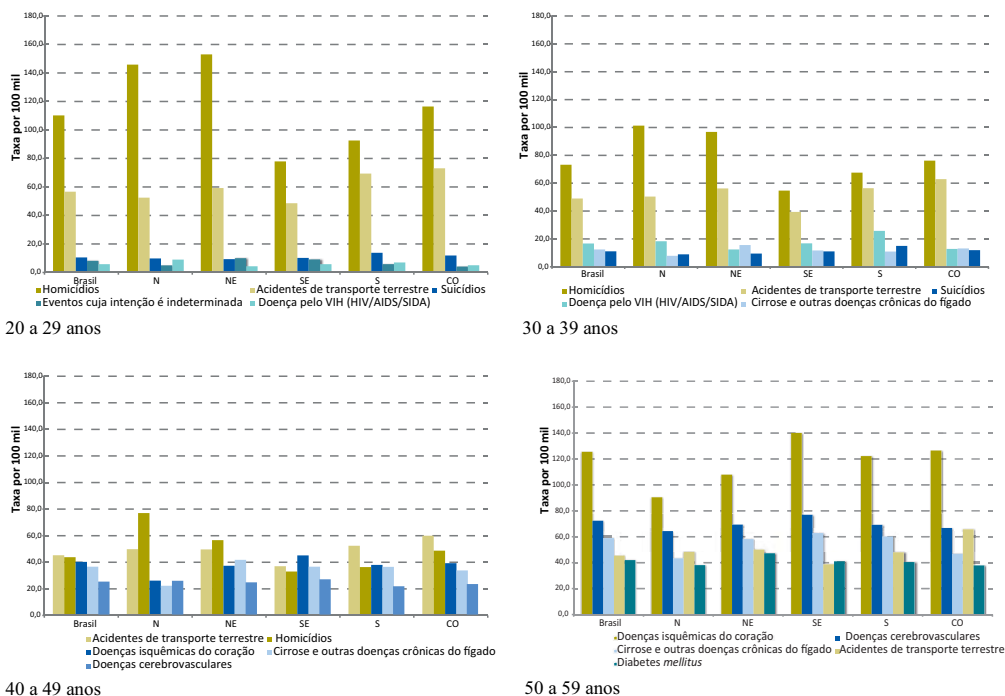 Taxa por 100 mil
180,0
160,0
140,0
120,0
100,0
80,0
60,0
40,0
20,0
0,0
Brasil N NE SE S CO
Homicídios Acidentes de transporte terrestre Suicídios
Eventos cuja intenção é indeterminada Doença pelo VIH (HIV/AIDS/SIDA)
20 a 29 anos
Taxa por 100 mil
180,0
160,0
140,0
120,0
100,0
80,0
60,0
40,0
20,0
0,0
Brasil N NE SE S CO
Homicídios Acidentes de transporte terrestre Suicídios
Doença pelo VIH (HIV/AIDS/SIDA) Cirrose e outras doenças crônicas do fígado
30 a 39 anos
Taxa por 100 mil
180,0
160,0
140,0
120,0
100,0
80,0
60,0
40,0
20,0
0,0
Brasil N NE SE S CO
Acidentes de transporte terrestre Homicídios
Doenças isquêmicas do coração Cirrose e outras doenças crônicas do fígado
Doenças cerebrovasculares
40 a 49 anos
Taxa por 100 mil
180,0
160,0
140,0
120,0
100,0
80,0
60,0
40,0
20,0
0,0
Brasil N NE SE S CO
Doenças isquêmicas do coração Doenças cerebrovasculares
Cirrose e outras doenças crônicas do fígado Acidentes de transporte terrestre
Diabetes mellitus
50 a 59 anos